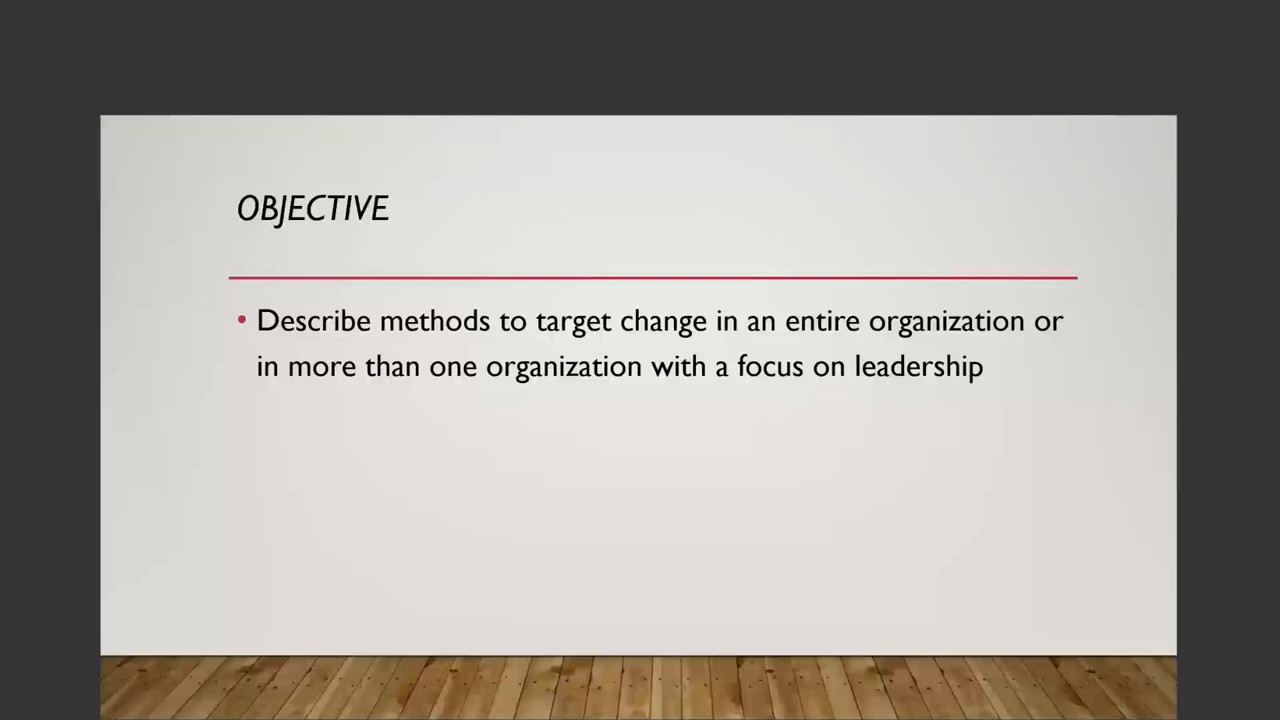 OBJECTIVE
• Describe methods to target change in an entire organization or
in more than one organization with a focus on leadership